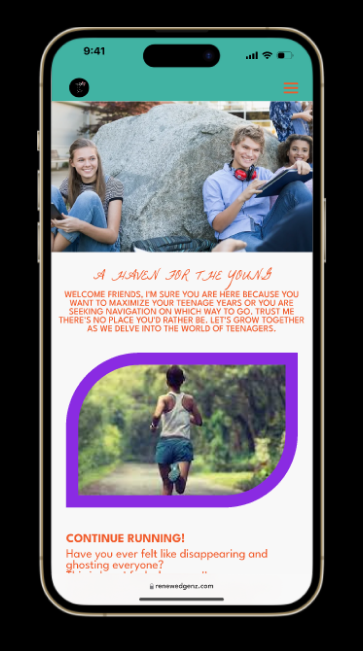 9:41
A HAVEN FOR THE YOUNG
WELCOME FRIENDS, I'M SURE YOU ARE HERE BECAUSE YOU
WANT TO MAXIMIZE YOUR TEENAGE YEARS OR YOU ARE
SEEKING NAVIGATION ON WHICH WAY TO GO. TRUST ME
THERE'S NO PLACE YOU'D RATHER BE. LET'S GROW TOGETHER
AS WE DELVE INTO THE WORLD OF TEENAGERS.
CONTINUE RUNNING!
Have you ever felt like disappearing and
ghosting everyone?
renewedgenz.com